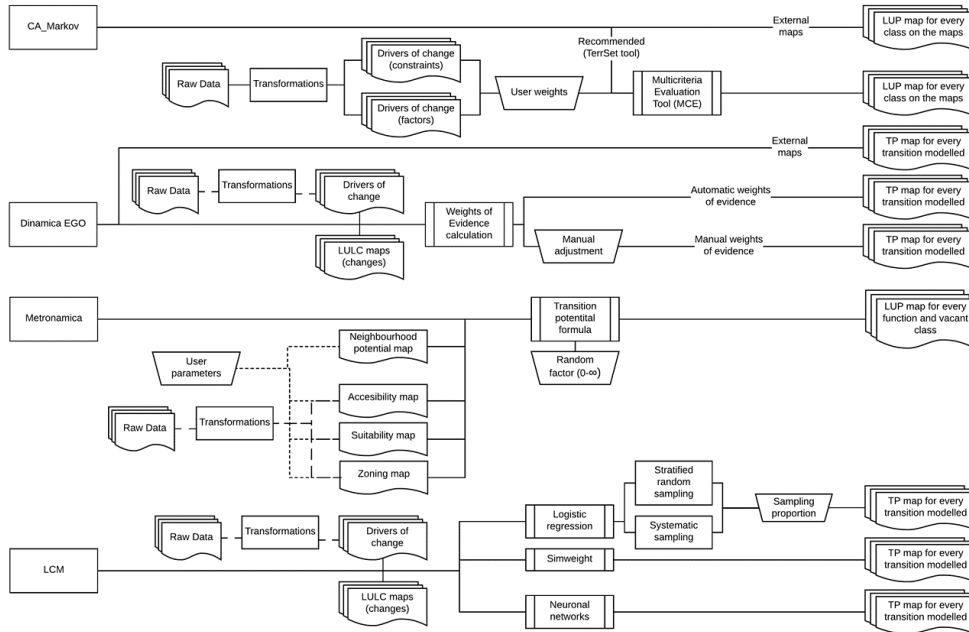 CA_Markov
External
maps
LUP map for every
class on the maps
Recommended
(TerrSet tool)
Raw Data
Transformations
Drivers of change
(constraints)
Drivers of change
(factors)
User weights
Multicriteria
Evaluation
Tool (MCE)
LUP map for every
class on the maps
External
maps
TP map for every
transition modelled
Raw Data
Transformations
Drivers of
change
Automatic weights
of evidence
TP map for every
transition modelled
Dinamica EGO
LULC maps
(changes)
Weights of
Evidence
calculation
Manual
adjustment
Manual weights
of evidence
TP map for every
transition modelled
Metronamica
Transition
potentital
formula
LUP map for every
function and vacant
class
Random
factor (0-∞)
Neighbourhood
potential map
User
parameters
Accesibility map
Raw Data
Transformations
Suitability map
Zoning map
Stratified
random
sampling
Logistic
regression
Systematic
sampling
Sampling
proportion
TP map for every
transition modelled
Raw Data
Transformations
Drivers of
change
LCM
LULC maps
(changes)
Simweight
TP map for every
transition modelled
Neuronal
networks
TP map for every
transition modelled